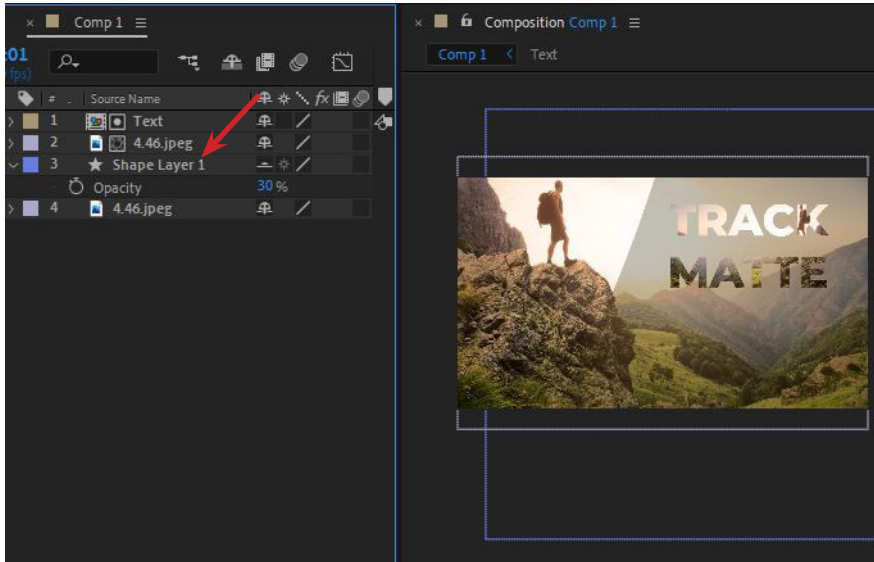 Comp 1
Composition Comp 1
:01
fps)
Comp 1 < Text
# . Source Name fx
1 Text
2 4.46.jpeg
3 Shape Layer 1
Opacity 30 %
4 4.46.jpeg
TRACK
MATTE